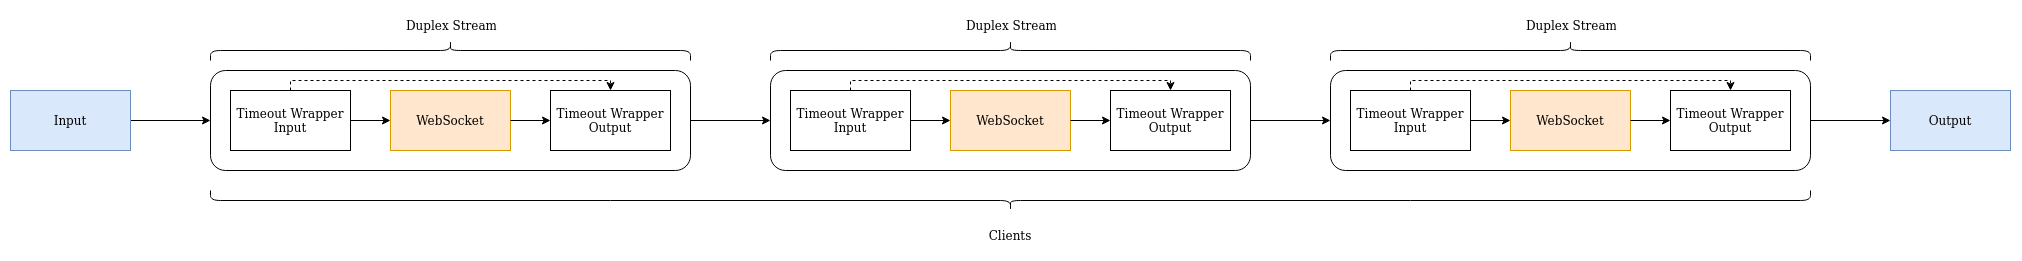 Duplex Stream
Duplex Stream
Duplex Stream
Input
Timeout Wrapper
Input
WebSocket
Timeout Wrapper
Output
Timeout Wrapper
Input
WebSocket
Timeout Wrapper
Output
Timeout Wrapper
Input
WebSocket
Timeout Wrapper
Output
Output
Clients